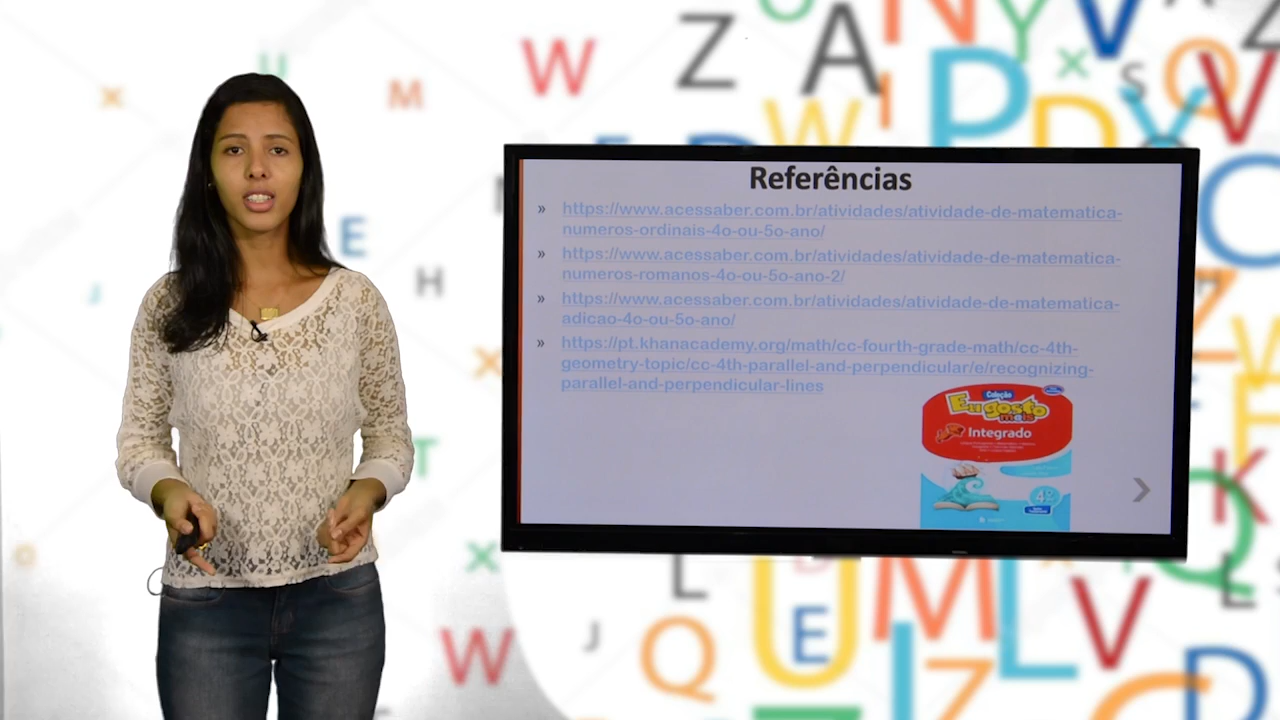 Referências
» https://www.acessaber.com.br/atividades/atividade-de-matematica-
numeros-ordinais-4o-ou-5o-ano/
» https://www.acessaber.com.br/atividades/atividade-de-matematica-
numeros-romanos-4o-ou-5o-ano-2/
» https://www.acessaber.com.br/atividades/atividade-de-matematica-
adicao-4o-ou-5o-ano/
» https://pt.khanacademy.org/math/cc-fourth-grade-math/cc-4th-
geometry-topic/cc-4th-parallel-and-perpendicular/e/recognizing-
parallel-and-perpendicular-lines
Coleção
Eu gosto
mais
Integrado
4º